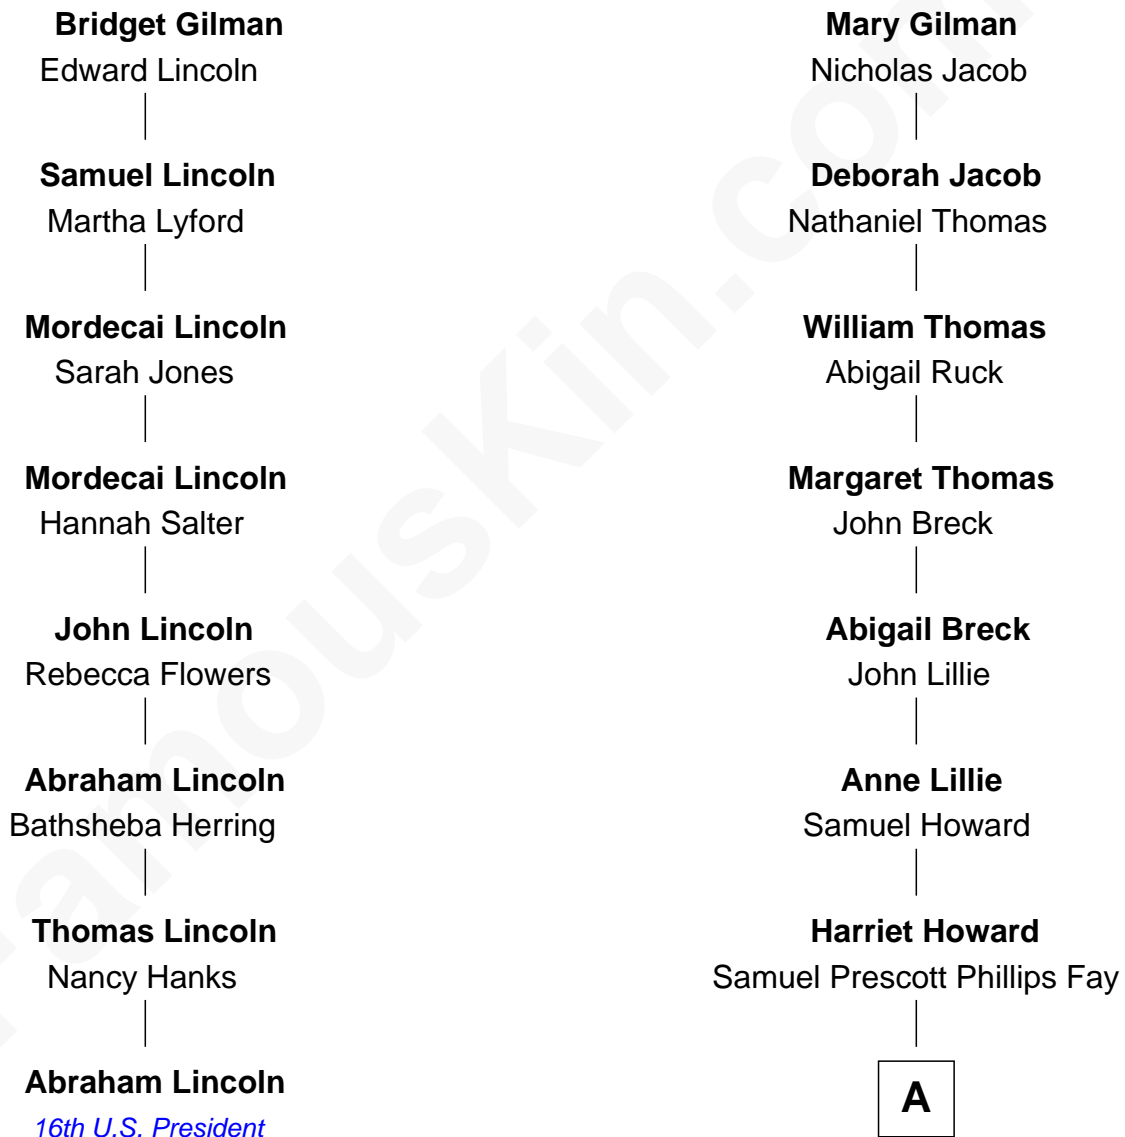 Bridget Gilman
Edward Lincoln
Samuel Lincoln
Martha Lyford
Mordecai Lincoln
Sarah Jones
Mordecai Lincoln
Hannah Salter
John Lincoln
Rebecca Flowers
Abraham Lincoln
Bathsheba Herring
Thomas Lincoln
Nancy Hanks
Abraham Lincoln
16th U.S. President
Mary Gilman
Nicholas Jacob
Deborah Jacob
Nathaniel Thomas
William Thomas
Abigail Ruck
Margaret Thomas
John Breck
Abigail Breck
John Lillie
Anne Lillie
Samuel Howard
Harriet Howard
Samuel Prescott Phillips Fay
A
FamousKin.com